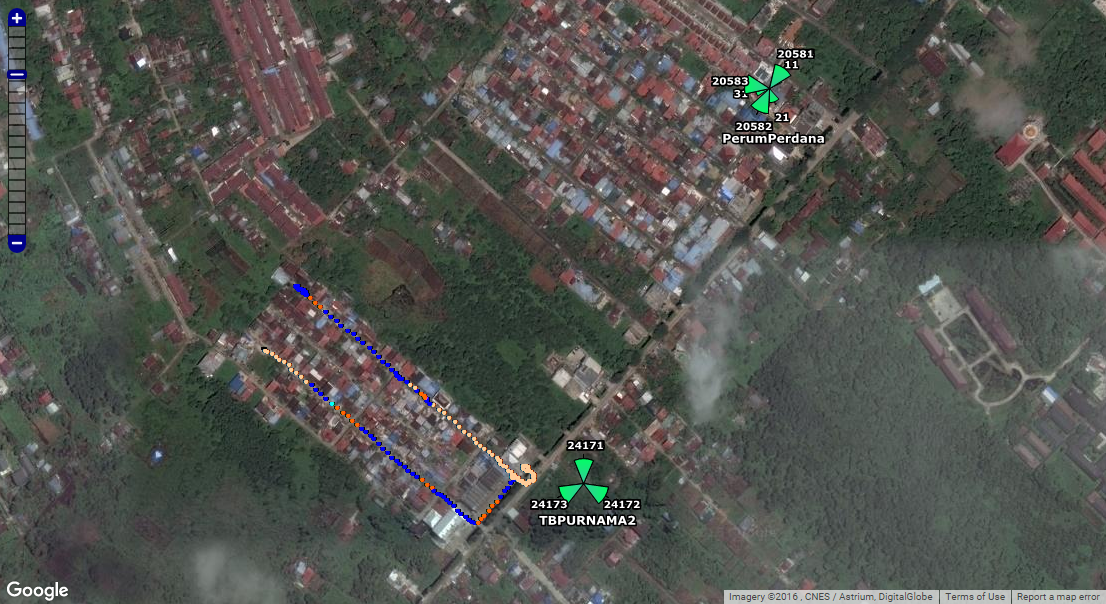 20581
11
20583
31
21
20582
PerumPerdana
24171
24173
24172
TBPURNAMA2
Google
Imagery ©2016 , CNES / Astrium, DigitalGlobe
Terms of Use
Report a map error